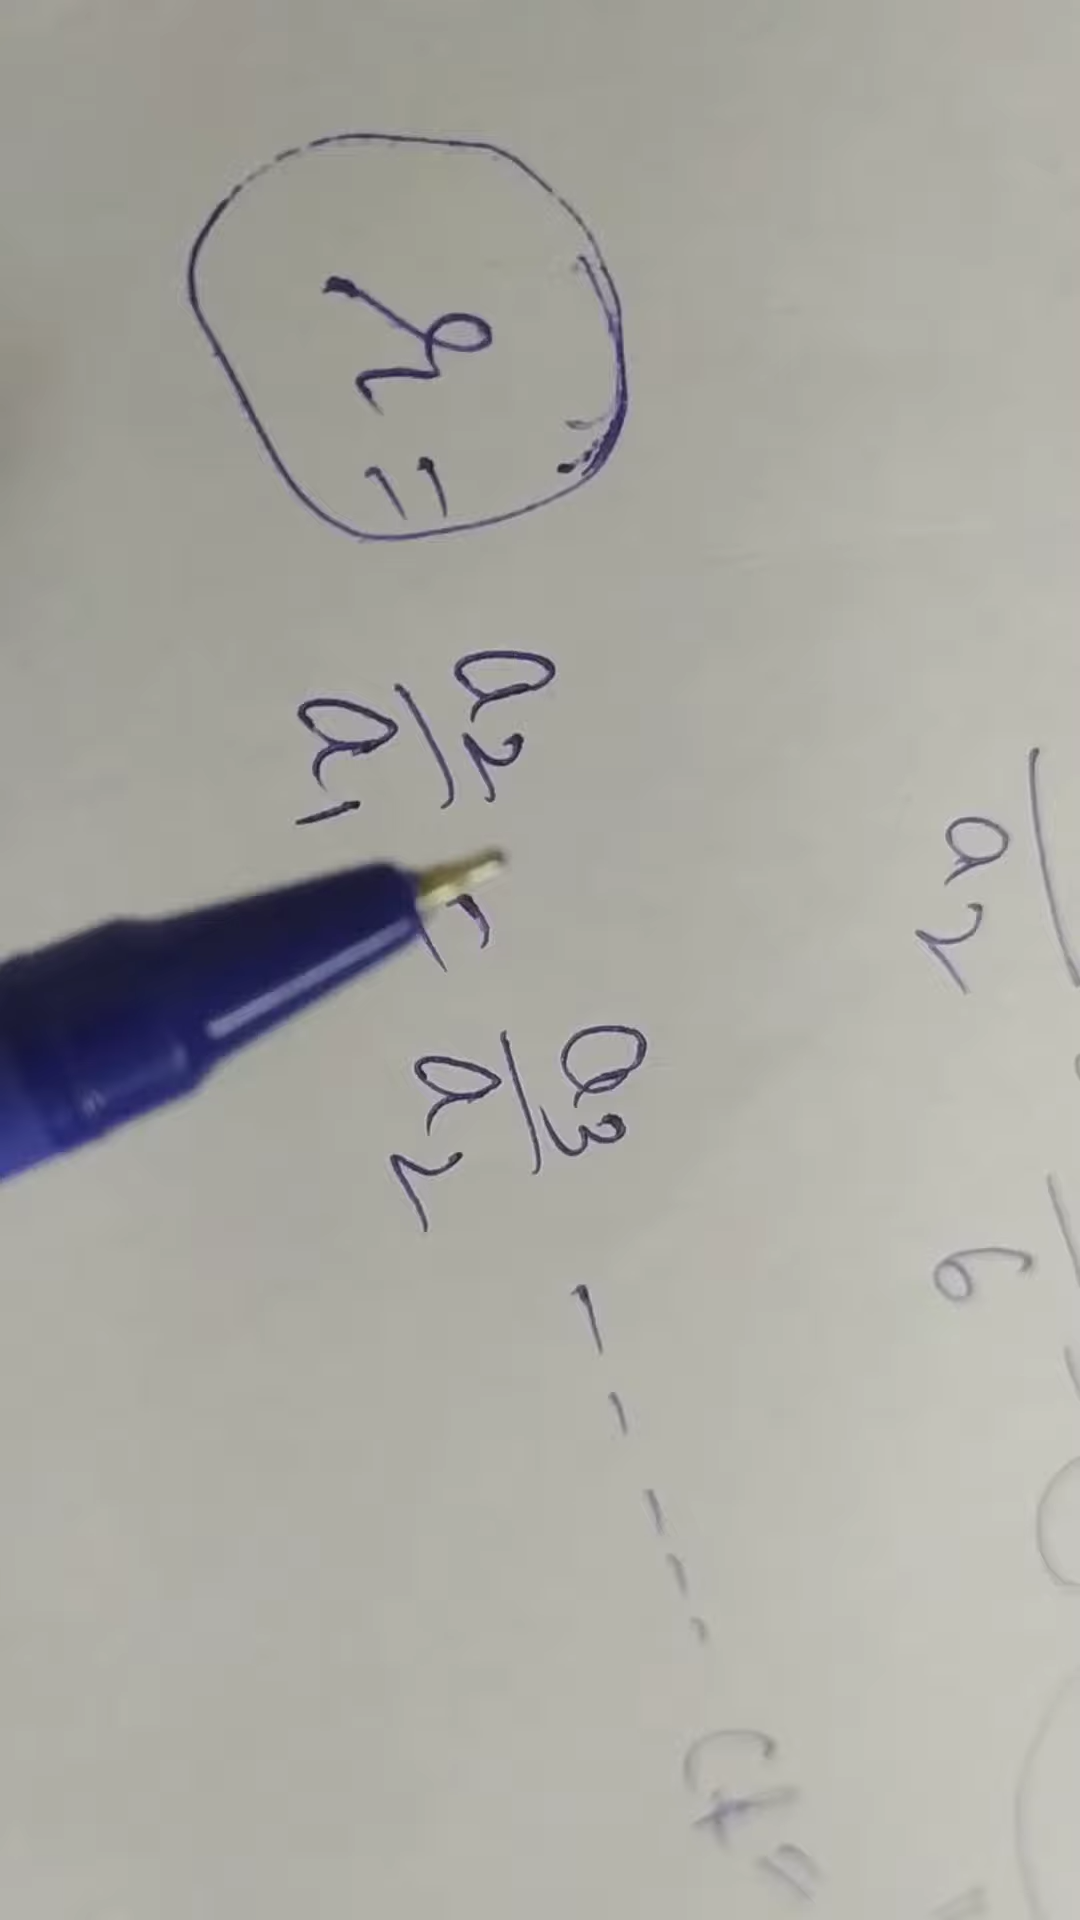 r = a2/a1 = a3/a2 -----
a2 6